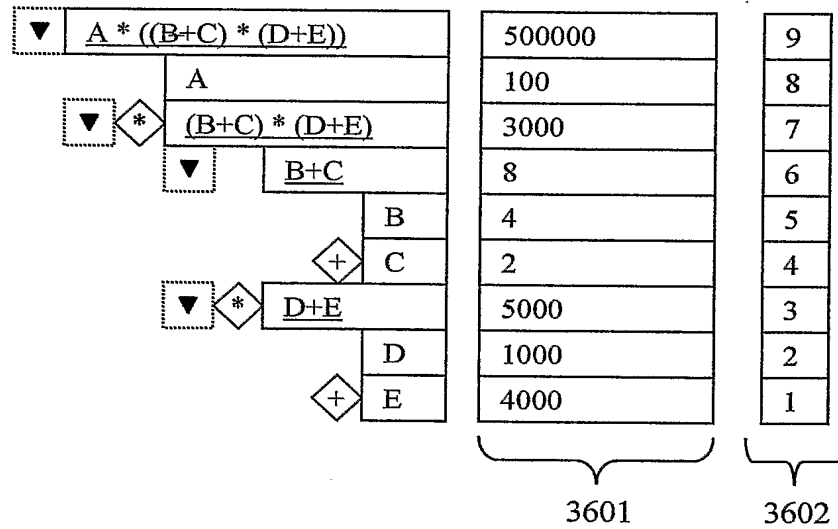 ▼ A * ((B+C) * (D+E)) 500000 9
A 100 8
▼ * (B+C) * (D+E) 3000 7
▼ B+C 8 6
B 4 5
+ C 2 4
▼ * D+E 5000 3
D 1000 2
+ E 4000 1
3601 3602